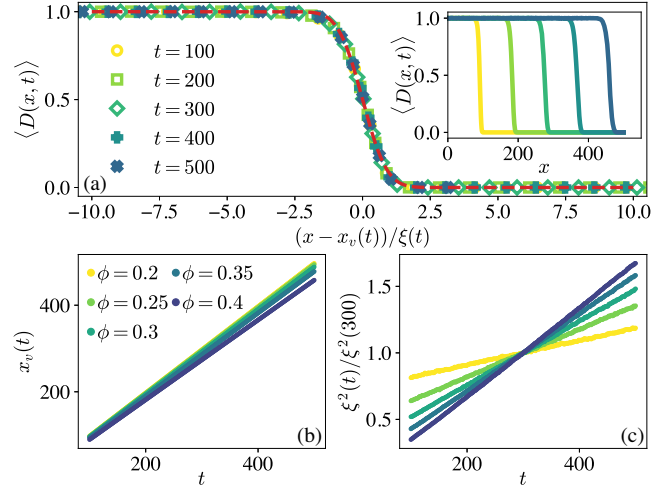 1.0
0.5
0.0
⟨D(x, t)⟩
t = 100
t = 200
t = 300
t = 400
t = 500
(a)
−10.0 −7.5 −5.0 −2.5 0.0 2.5 5.0 7.5 10.0
(x − x_v(t))/ξ(t)
1.0
0.5
0.0
⟨D(x, t)⟩
0 200 400
x
ϕ = 0.2
ϕ = 0.25
ϕ = 0.3
ϕ = 0.35
ϕ = 0.4
400
200
x_v(t)
200 400
t
(b)
1.5
1.0
0.5
ξ²(t)/ξ²(300)
200 400
t
(c)